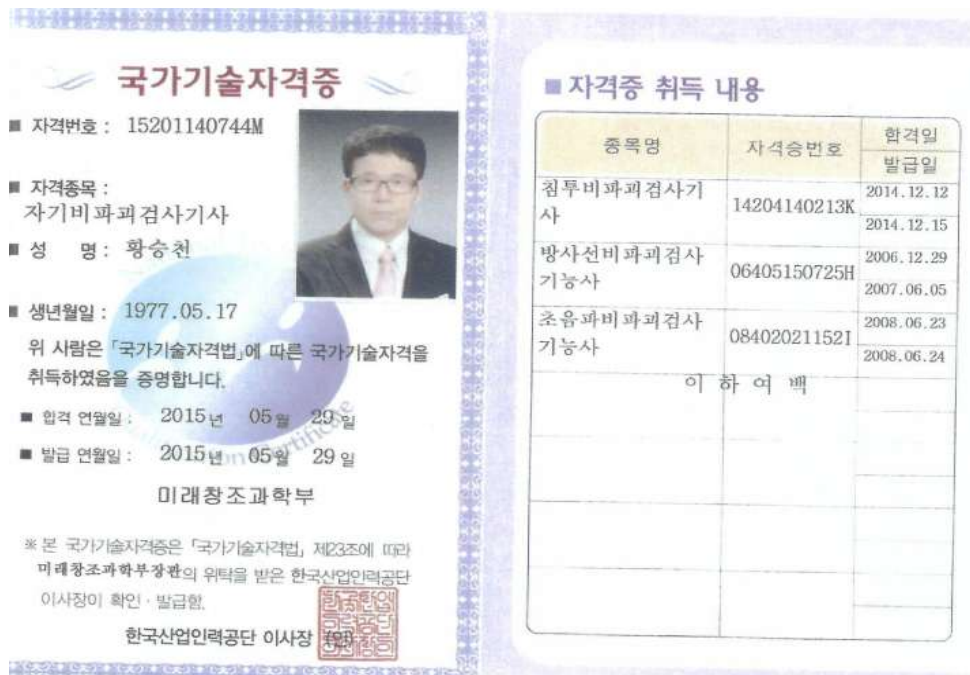 국가기술자격증
■ 자격번호 : 15201140744M
■ 자격종목 :
자기비파괴검사기사
■ 성 명 : 황승천
■ 생년월일 : 1977.05.17
위 사람은「국가기술자격법」에 따른 국가기술자격을
취득하였음을 증명합니다.
■ 합격 연월일 : 2015년 05월 29일
■ 발급 연월일 : 2015년 05월 29일
미래창조과학부
※ 본 국가기술자격증은「국가기술자격법」제23조에 따라
미래창조과학부장관의 위탁을 받은 한국산업인력공단
이사장이 확인·발급함.
한국산업인력공단 이사장 (인)
■ 자격증 취득 내용
종목명 자격증번호 합격일
발급일
침투비파괴검사기 14204140213K 2014.12.12
사 2014.12.15
방사선비파괴검사 06405150725H 2006.12.29
기능사 2007.06.05
초음파비파괴검사 08402021152I 2008.06.23
기능사 2008.06.24
이 하 여 백